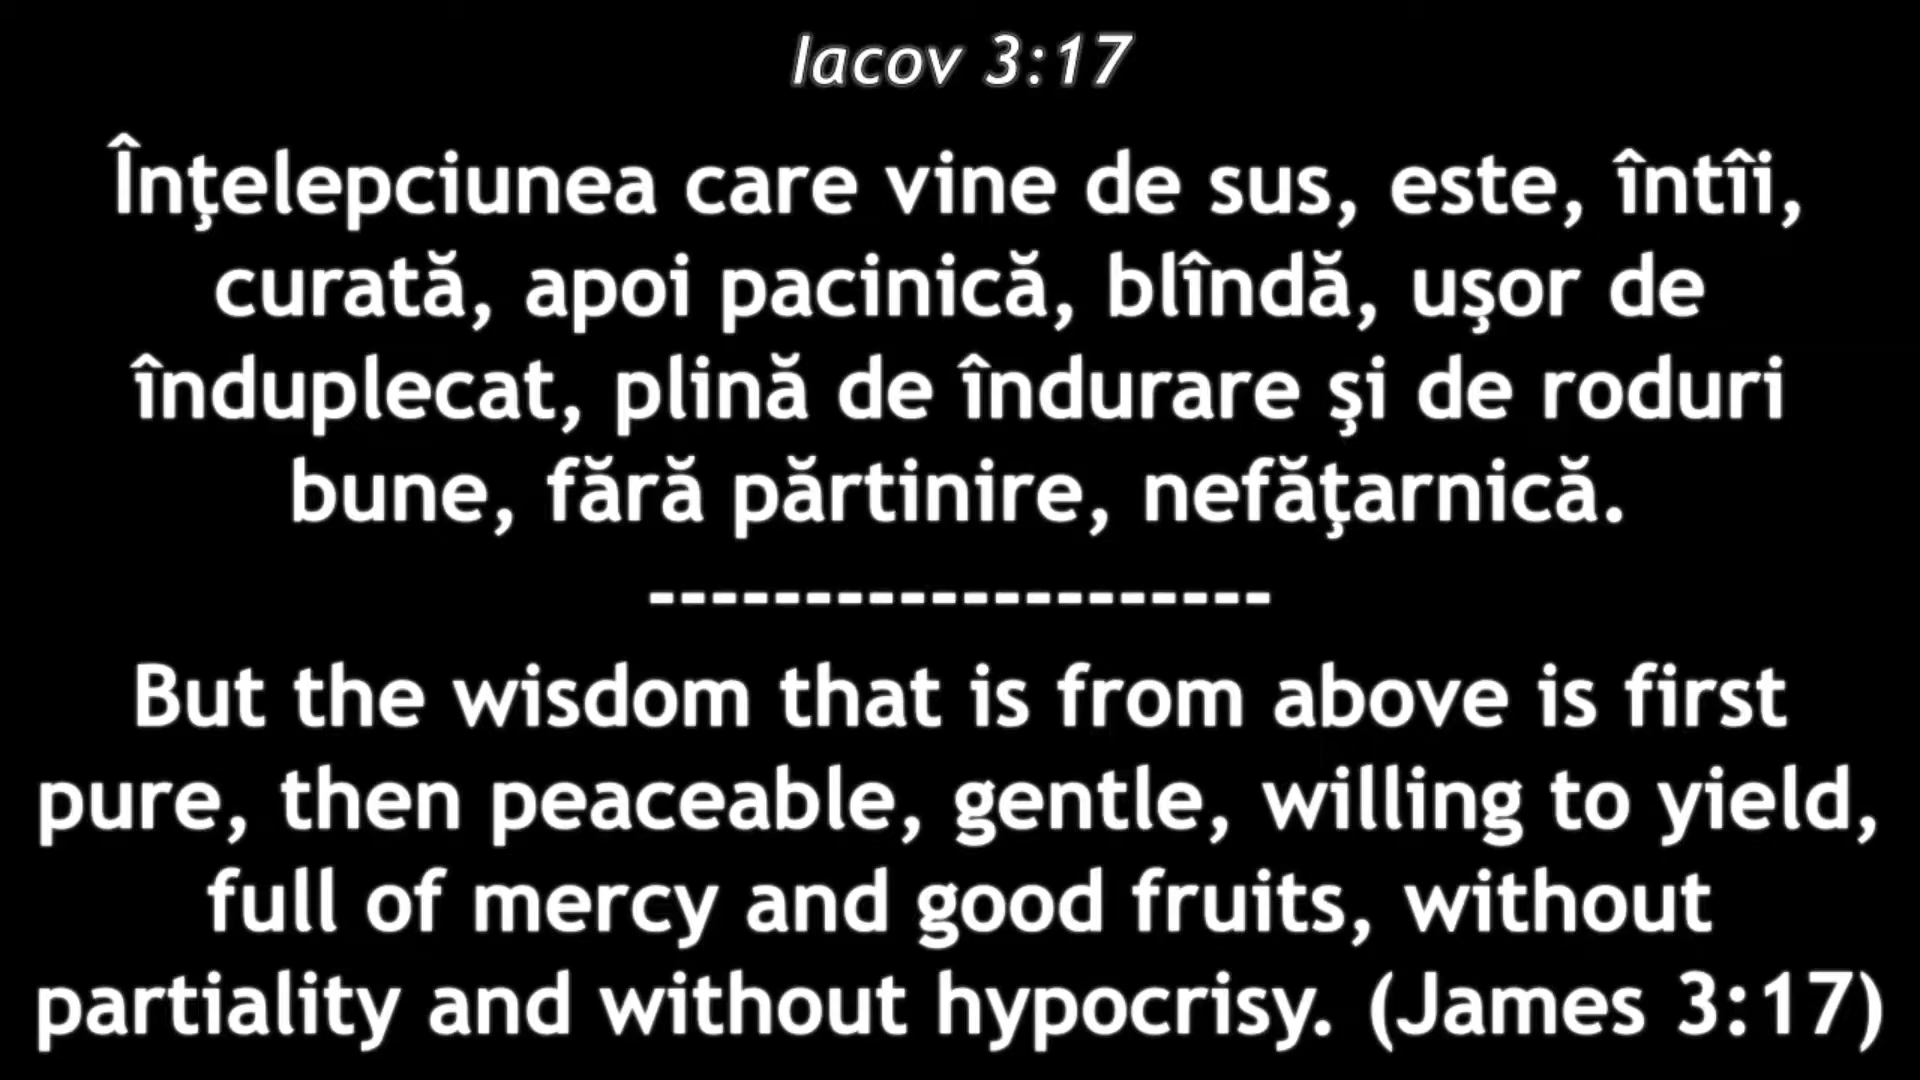 Iacov 3:17
Înţelepciunea care vine de sus, este, întîi,
curată, apoi pacinică, blîndă, uşor de
înduplecat, plină de îndurare şi de roduri
bune, fără părtinire, nefăţarnică.
--------------------
But the wisdom that is from above is first
pure, then peaceable, gentle, willing to yield,
full of mercy and good fruits, without
partiality and without hypocrisy. (James 3:17)